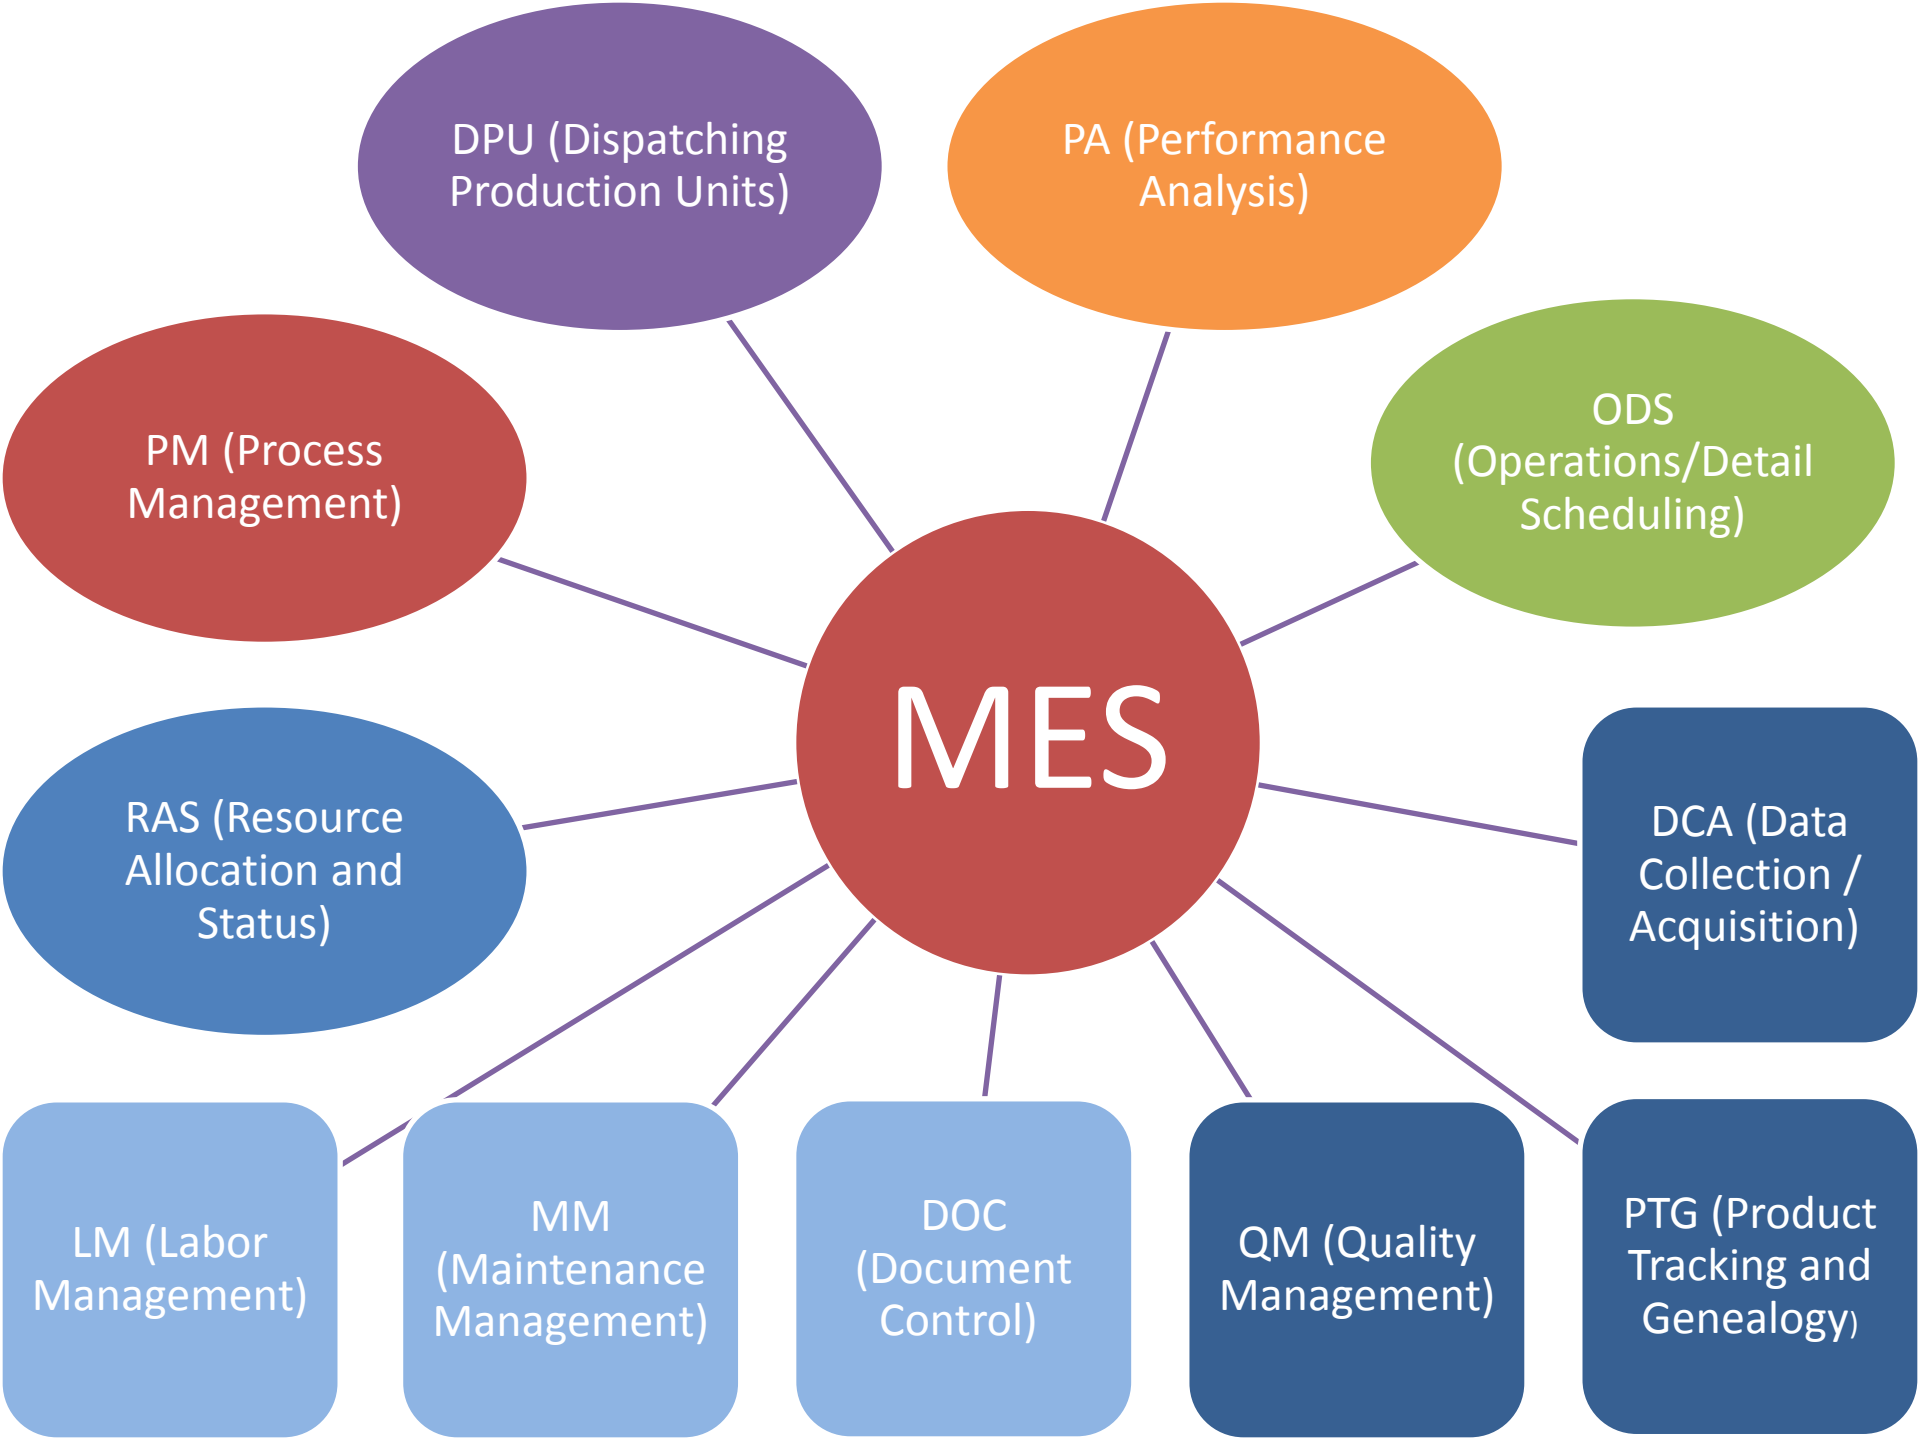 DPU (Dispatching
Production Units)
PA (Performance
Analysis)
PM (Process
Management)
ODS
(Operations/Detail
Scheduling)
MES
RAS (Resource
Allocation and
Status)
DCA (Data
Collection /
Acquisition)
LM (Labor
Management)
MM
(Maintenance
Management)
DOC
(Document
Control)
QM (Quality
Management)
PTG (Product
Tracking and
Genealogy)